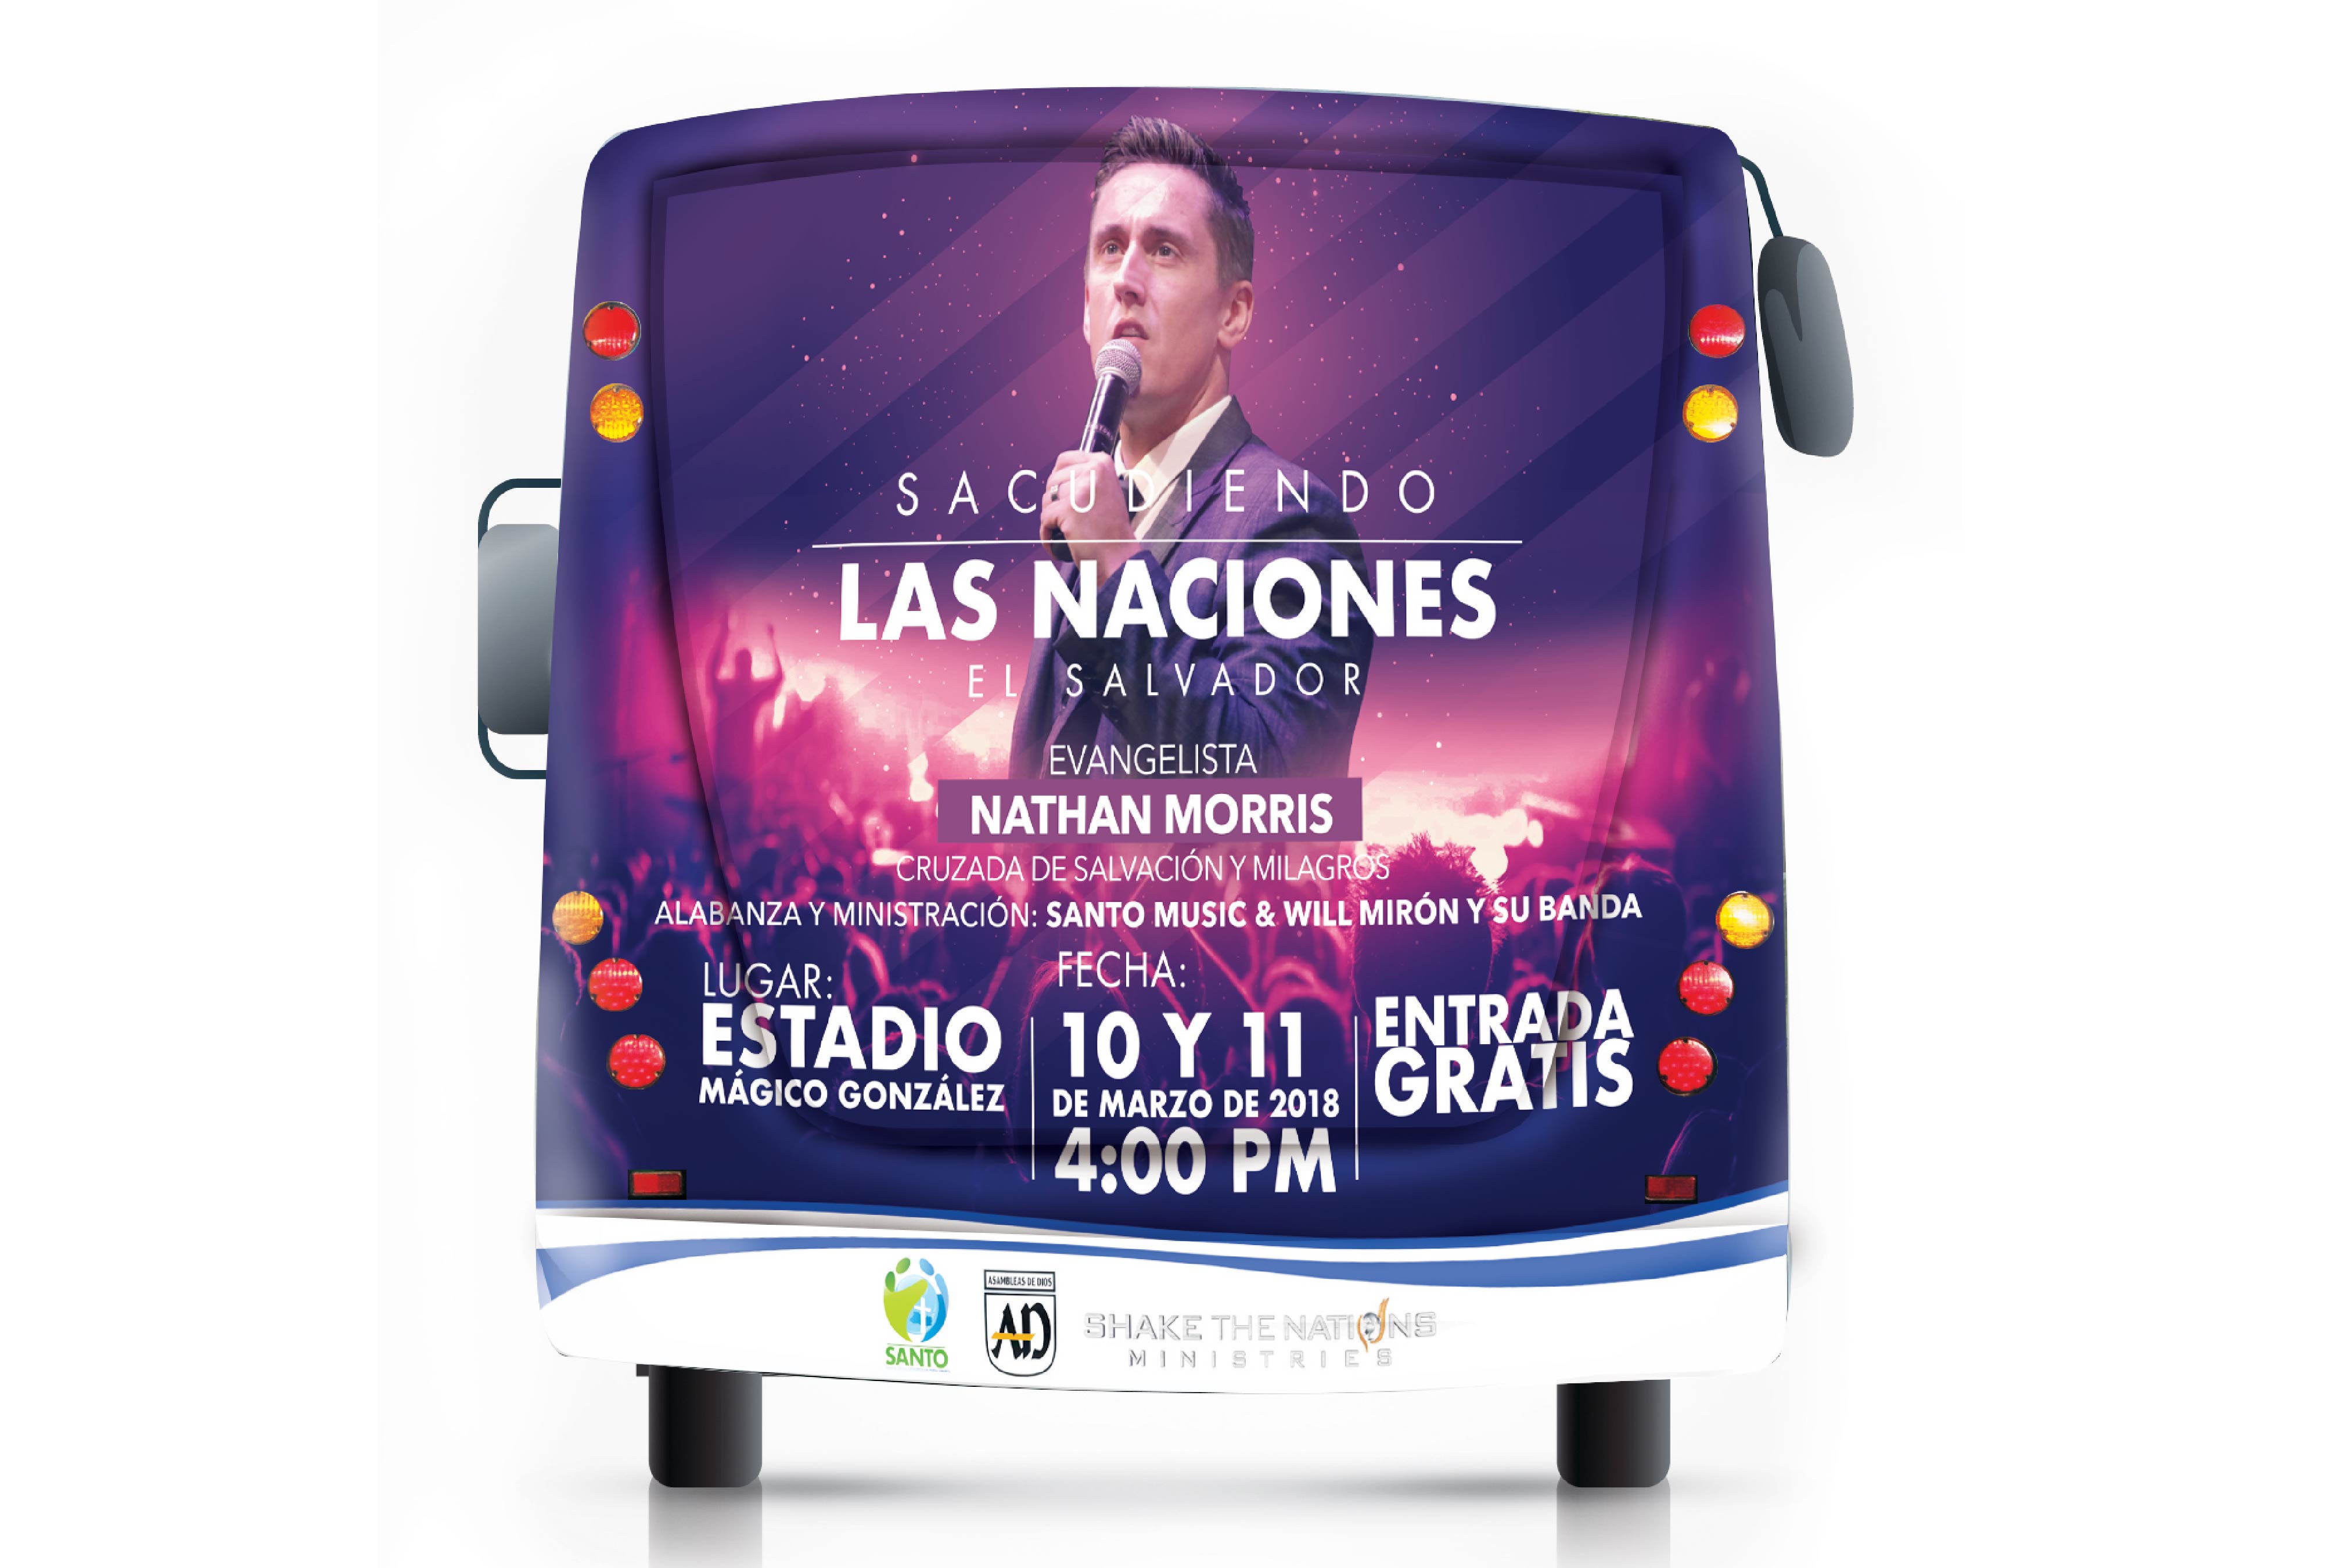 SACUDIENDO
LAS NACIONES
EL SALVADOR
EVANGELISTA
NATHAN MORRIS
CRUZADA DE SALVACIÓN Y MILAGROS
ALABANZA Y MINISTRACIÓN: SANTO MUSIC & WILL MIRÓN Y SU BANDA
LUGAR:
ESTADIO
MÁGICO GONZÁLEZ
FECHA:
10 Y 11
DE MARZO DE 2018
4:00 PM
ENTRADA
GRATIS
SANTO
ASAMBLEAS DE DIOS
AD
SHAKE THE NATIONS
MINISTRIES